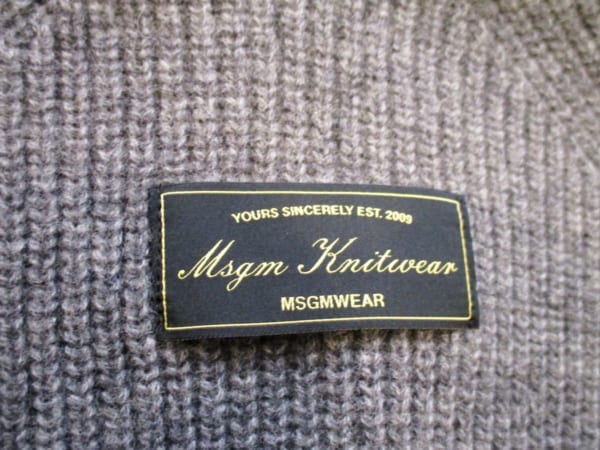 YOURS SINCERELY EST. 2009
Msgm Knitwear
MSGMWEAR